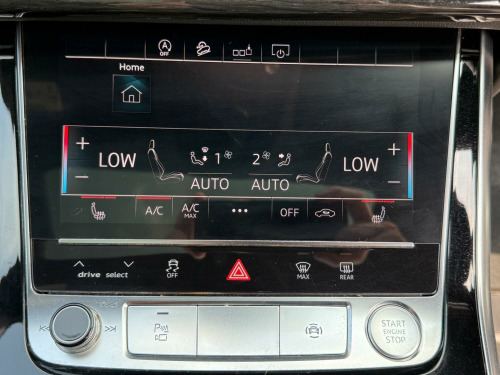 A
OFF
Home
+ LOW 1 2 LOW +
- AUTO AUTO -
A/C A/C MAX ... OFF
drive select OFF MAX REAR
P
START
ENGINE
STOP